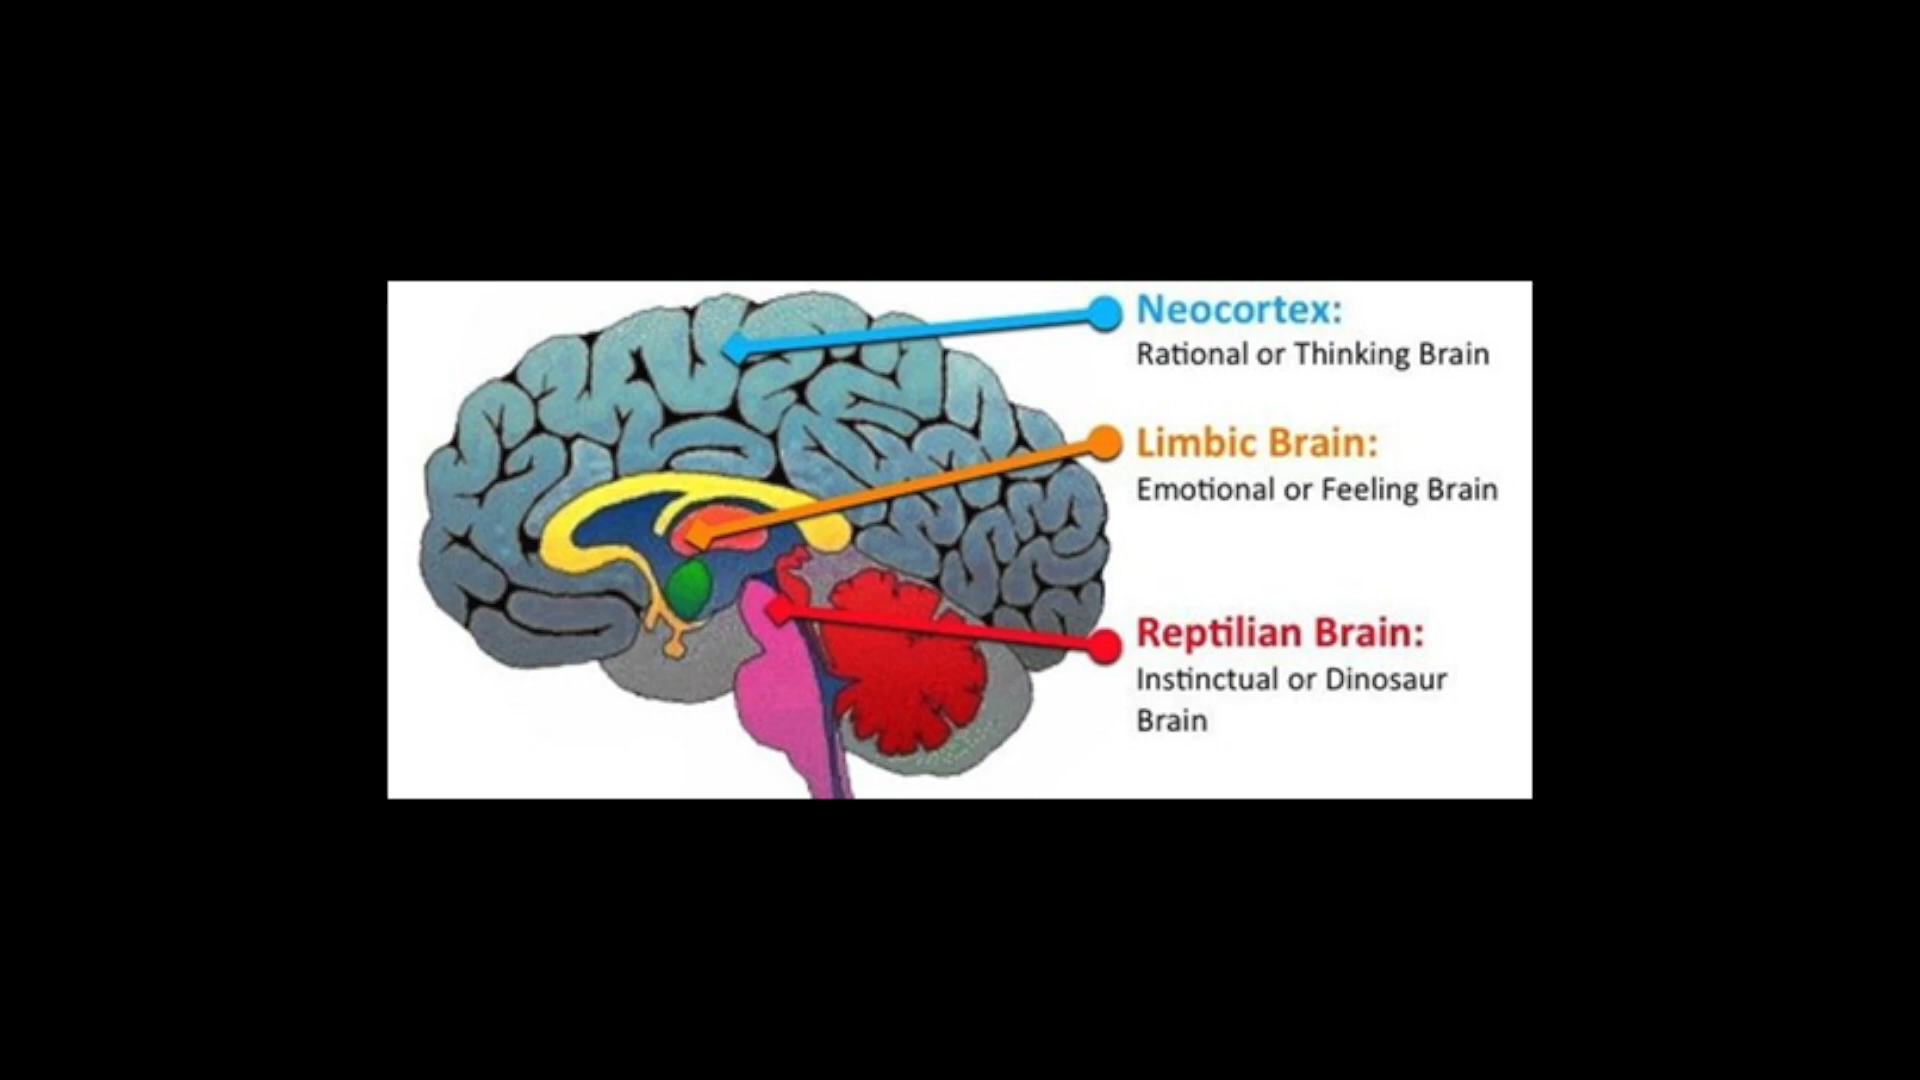 Neocortex:
Rational or Thinking Brain
Limbic Brain:
Emotional or Feeling Brain
Reptilian Brain:
Instinctual or Dinosaur
Brain